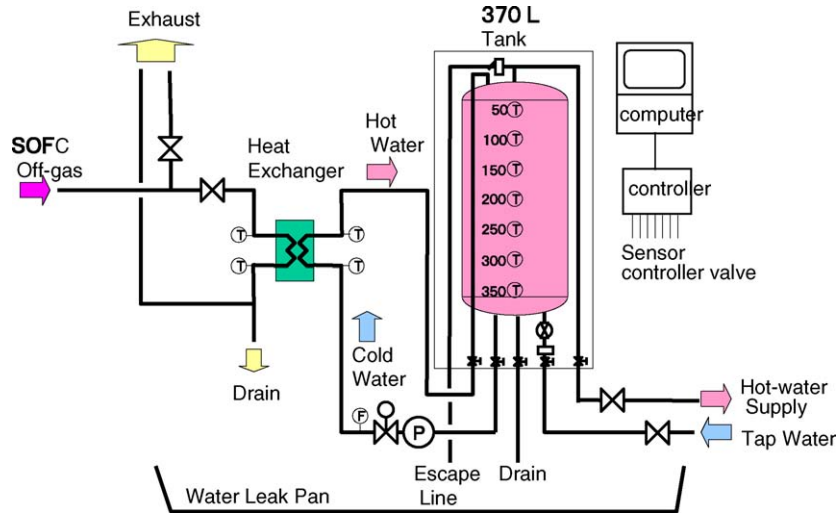 370 L
Tank
Exhaust
computer
controller
Sensor
controller valve
SOFC
Off-gas
Heat
Exchanger
Hot
Water
50 T
100 T
150 T
200 T
250 T
300 T
350 T
T
T
T
T
Cold
Water
Drain
F
P
Hot-water
Supply
Tap Water
Escape
Line
Drain
Water Leak Pan